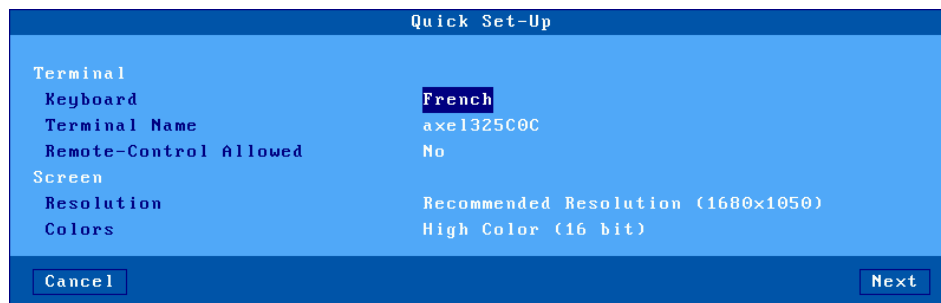 Quick Set-Up
Terminal
Keyboard French
Terminal Name axel325C0C
Remote-Control Allowed No
Screen
Resolution Recommended Resolution (1680x1050)
Colors High Color (16 bit)
Cancel Next